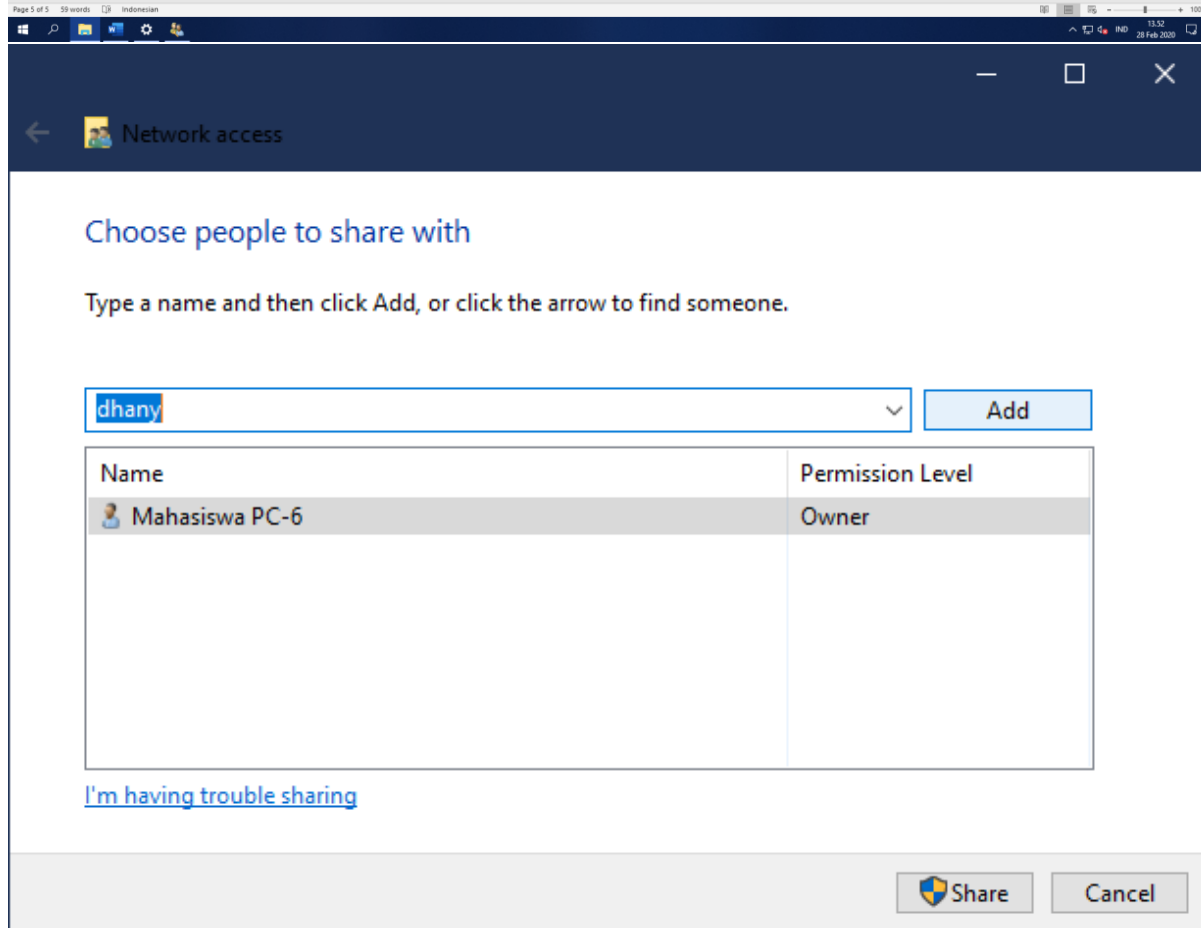 Page 5 of 5 59 words Indonesian 100
IND 13.52
28 Feb 2020
Network access
Choose people to share with
Type a name and then click Add, or click the arrow to find someone.
dhany Add
Name Permission Level
Mahasiswa PC-6 Owner
I'm having trouble sharing
Share Cancel